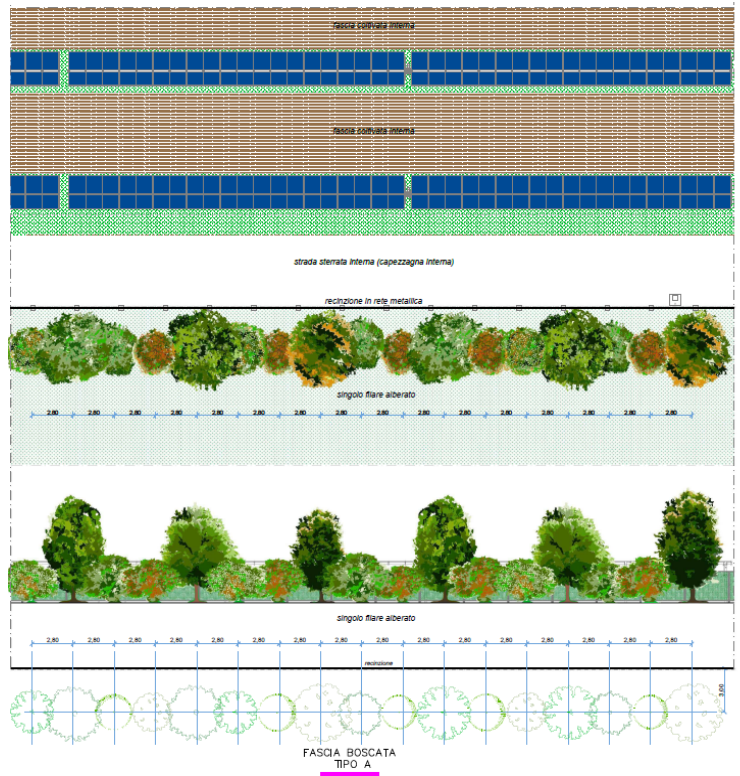 fascia coltivata interna
fascia coltivata interna
strada sterrata interna (capezzagna interna)
recinzione in rete metallica
singolo filare alberato
2,80 2,80 2,80 2,80 2,80 2,80 2,80 2,80 2,80 2,80 2,80 2,80 2,80 2,80 2,80 2,80
singolo filare alberato
2,80 2,80 2,80 2,80 2,80 2,80 2,80 2,80 2,80 2,80 2,80 2,80 2,80 2,80 2,80 2,80
recinzione
3,00
FASCIA BOSCATA
TIPO A